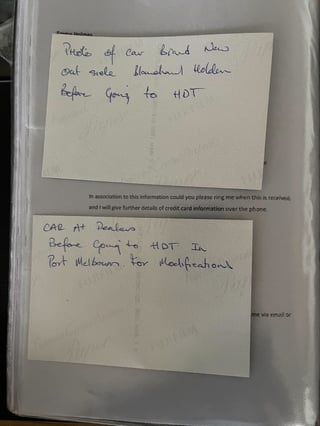 Photo of car Brand New
out side Blanchard Holden
Before Going to HDT
In association to this information could you please ring me when this is received,
and I will give further details of credit card information over the phone.
CAR At Dealers
Before Going to HDT In
Port Melbourn For Modifications
me via email or